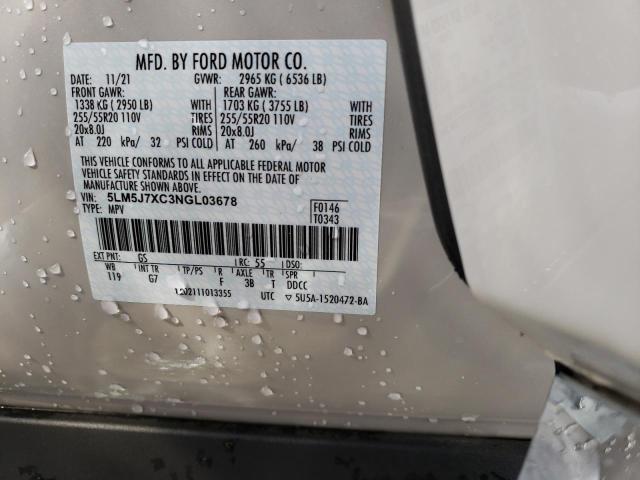 MFD. BY FORD MOTOR CO.
DATE: 11/21 GVWR: 2965 KG ( 6536 LB)
FRONT GAWR: REAR GAWR:
1338 KG ( 2950 LB) WITH 1703 KG ( 3755 LB) WITH
255/55R20 110V TIRES 255/55R20 110V TIRES
20x8.0J RIMS 20x8.0J RIMS
AT 220 kPa/ 32 PSI COLD AT 260 kPa/ 38 PSI COLD
THIS VEHICLE CONFORMS TO ALL APPLICABLE FEDERAL MOTOR
VEHICLE SAFETY STANDARDS IN EFFECT ON THE DATE OF
MANUFACTURE SHOWN ABOVE.
VIN: 5LM5J7XC3NGL03678 F0146
TYPE: MPV T0343
EXT PNT: GS RC: 55 DSO:
WB INT TR TP/PS R AXLE TR SPR
119 G7 F 3B T DDCC
UTC ▽ 5U5A-1520472-BA